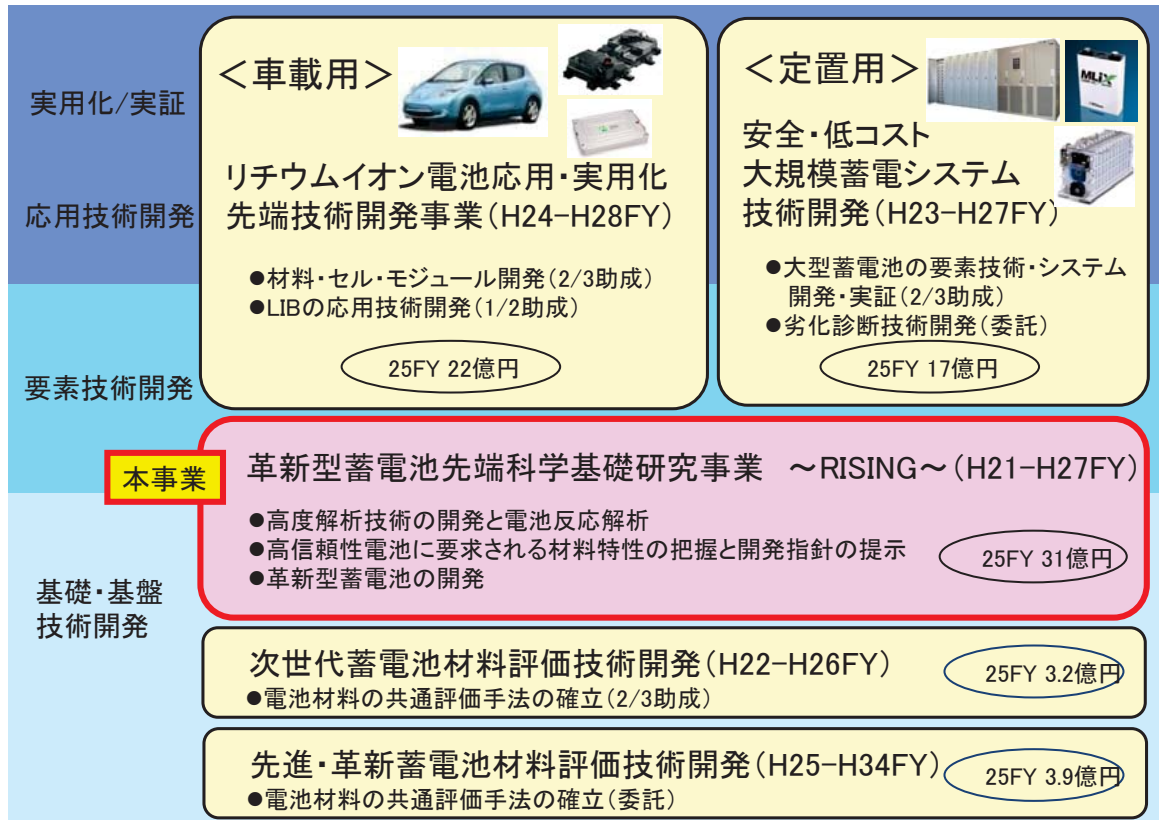 実用化/実証
応用技術開発
要素技術開発
基礎・基盤
技術開発
＜車載用＞
リチウムイオン電池応用・実用化
先端技術開発事業(H24-H28FY)
●材料・セル・モジュール開発(2/3助成)
●LIBの応用技術開発(1/2助成)
25FY 22億円
＜定置用＞
MLiX
安全・低コスト
大規模蓄電システム
技術開発(H23-H27FY)
●大型蓄電池の要素技術・システム
開発・実証(2/3助成)
●劣化診断技術開発(委託)
25FY 17億円
本事業
革新型蓄電池先端科学基礎研究事業 ～RISING～(H21-H27FY)
●高度解析技術の開発と電池反応解析
●高信頼性電池に要求される材料特性の把握と開発指針の提示
●革新型蓄電池の開発
25FY 31億円
次世代蓄電池材料評価技術開発(H22-H26FY)
●電池材料の共通評価手法の確立(2/3助成)
25FY 3.2億円
先進・革新蓄電池材料評価技術開発(H25-H34FY)
●電池材料の共通評価手法の確立(委託)
25FY 3.9億円